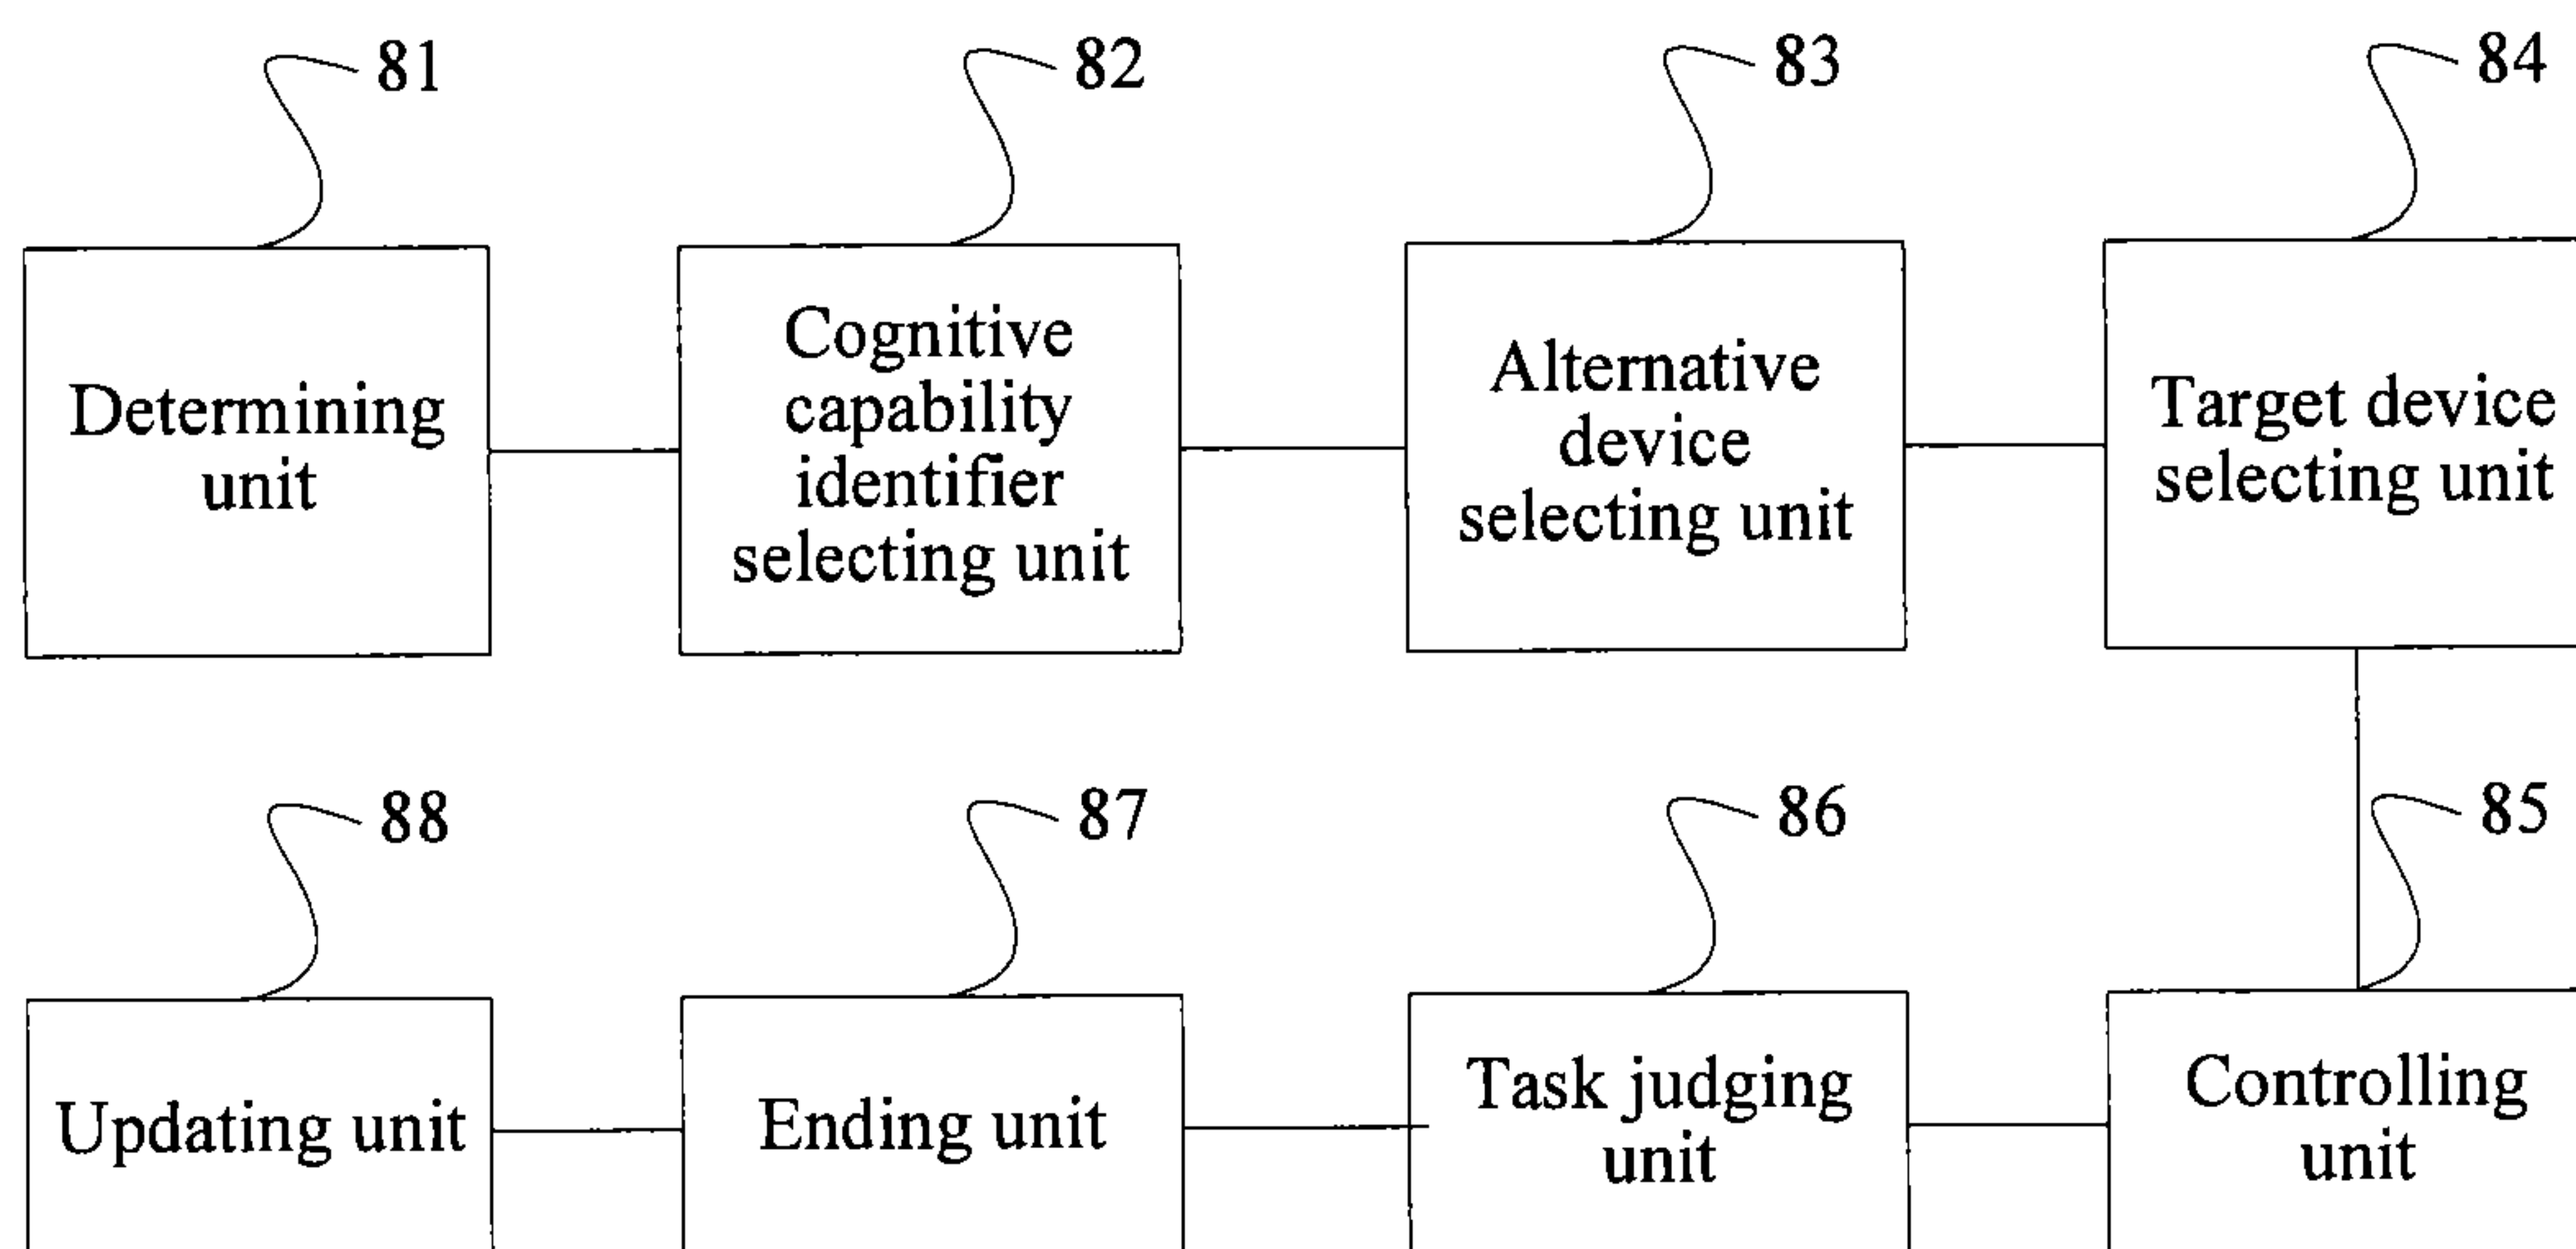 81
82
83
84
Determining
unit
Cognitive
capability
identifier
selecting unit
Alternative
device
selecting unit
Target device
selecting unit
88
87
86
85
Updating unit
Ending unit
Task judging
unit
Controlling
unit